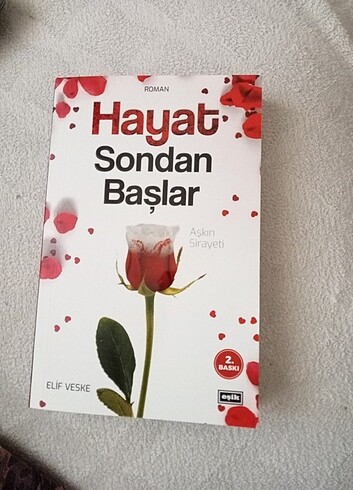 ROMAN
Hayat
Sondan
Başlar
Aşkın
Sirayeti
2.
BASKI
ELİF VESKE
eşik